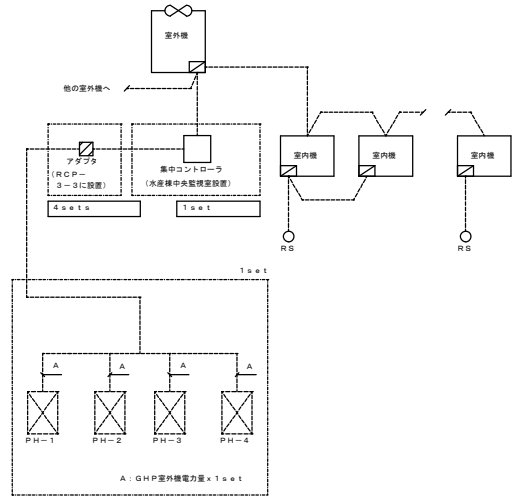 室外機
他の室外機へ
アダプタ
(RCP-
3-3に設置)
集中コントローラ
(水産棟中央監視室設置)
室内機
室内機
室内機
4sets
1set
RS
RS
1set
A
A
A
A
PH-1
PH-2
PH-3
PH-4
A:GHP室外機電力量x1set